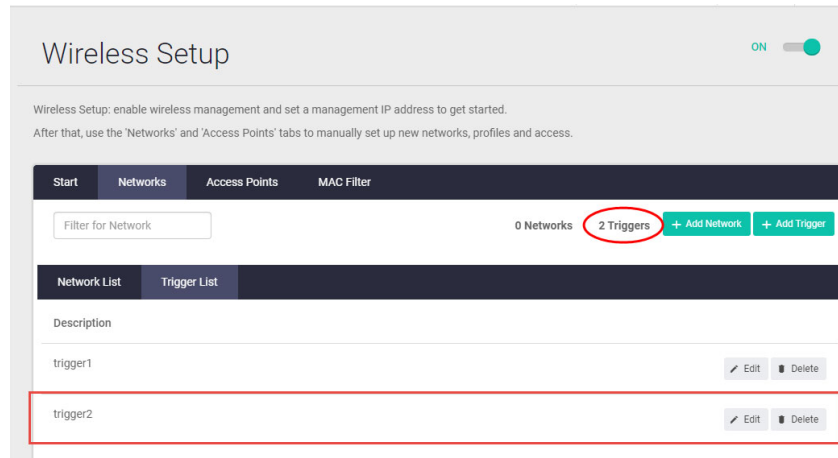 Wireless Setup
ON
Wireless Setup: enable wireless management and set a management IP address to get started.
After that, use the 'Networks' and 'Access Points' tabs to manually set up new networks, profiles and access.
Start Networks Access Points MAC Filter
Filter for Network 0 Networks 2 Triggers + Add Network + Add Trigger
Network List Trigger List
Description
trigger1 Edit Delete
trigger2 Edit Delete